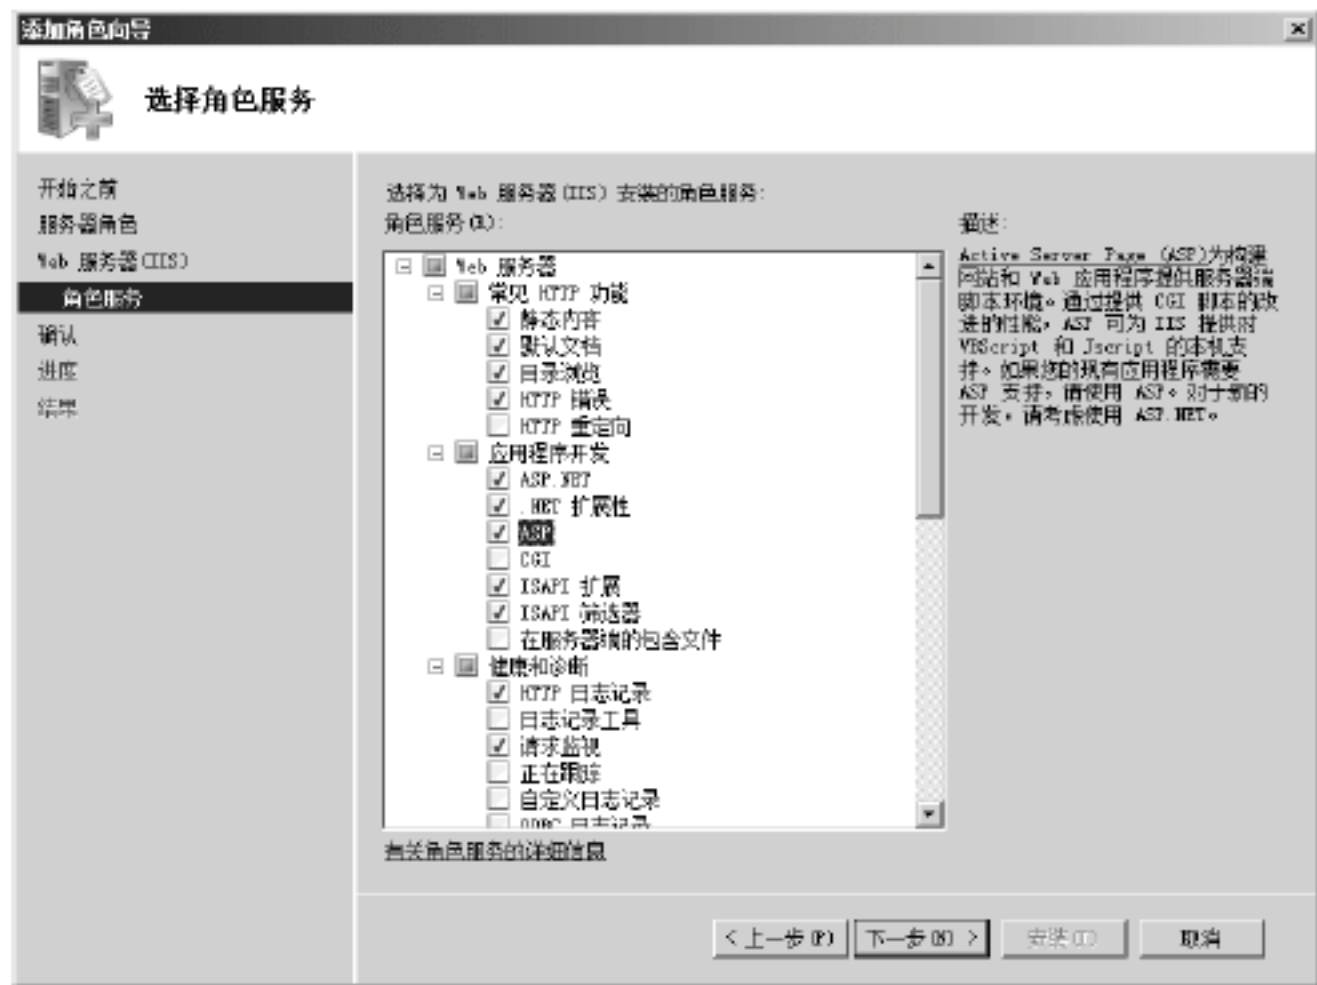 添加角色向导
选择角色服务
开始之前
服务器角色
Web 服务器(IIS)
角色服务
确认
进度
结果
选择为 Web 服务器(IIS) 安装的角色服务:
角色服务(R):
Web 服务器
常见 HTTP 功能
静态内容
默认文档
目录浏览
HTTP 错误
HTTP 重定向
应用程序开发
ASP.NET
.NET 扩展性
ASP
CGI
ISAPI 扩展
ISAPI 筛选器
在服务器端的包含文件
健康和诊断
HTTP 日志记录
日志记录工具
请求监视
正在跟踪
自定义日志记录
ODBC 日志记录
有关角色服务的详细信息
描述:
Active Server Page (ASP)为构建
网站和 Web 应用程序提供服务器端
脚本环境。通过提供 CGI 脚本的改
进的性能，ASP 可为 IIS 提供对
VBScript 和 Jscript 的本机支
持。如果您的现有应用程序需要
ASP 支持，请使用 ASP。对于新的
开发，请考虑使用 ASP.NET。
< 上一步(P)
下一步(N) >
安装(I)
取消